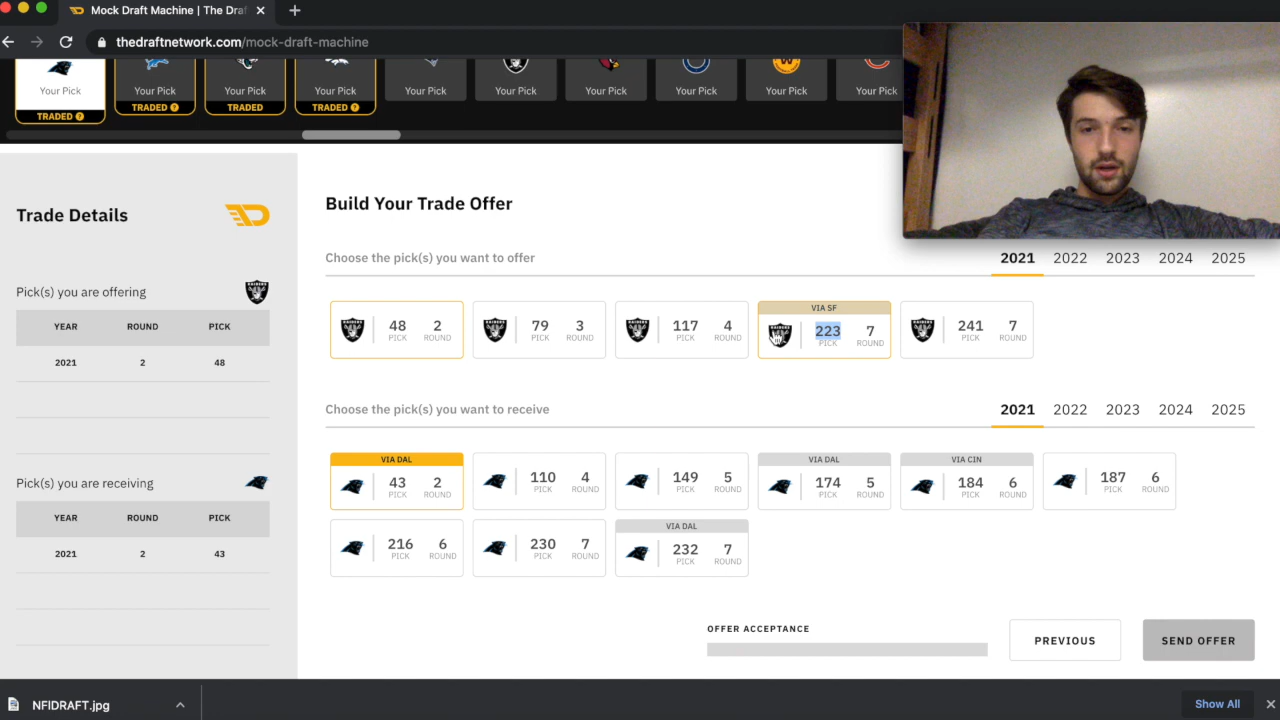 Mock Draft Machine | The Draf
thedraftnetwork.com/mock-draft-machine
Your Pick Your Pick Your Pick Your Pick Your Pick Your Pick Your Pick Your Pick Your Pick Your Pick
TRADED ? TRADED ? TRADED TRADED ?
Trade Details
Pick(s) you are offering
YEAR ROUND PICK
2021 2 48
Pick(s) you are receiving
YEAR ROUND PICK
2021 2 43
Build Your Trade Offer
Choose the pick(s) you want to offer 2021 2022 2023 2024 2025
VIA SF
48 2 79 3 117 4 223 7 241 7
PICK ROUND PICK ROUND PICK ROUND PICK ROUND PICK ROUND
Choose the pick(s) you want to receive 2021 2022 2023 2024 2025
VIA DAL VIA DAL VIA CIN
43 2 110 4 149 5 174 5 184 6 187 6
PICK ROUND PICK ROUND PICK ROUND PICK ROUND PICK ROUND PICK ROUND
VIA DAL
216 6 230 7 232 7
PICK ROUND PICK ROUND PICK ROUND
OFFER ACCEPTANCE
PREVIOUS SEND OFFER
NFIDRAFT.jpg
Show All